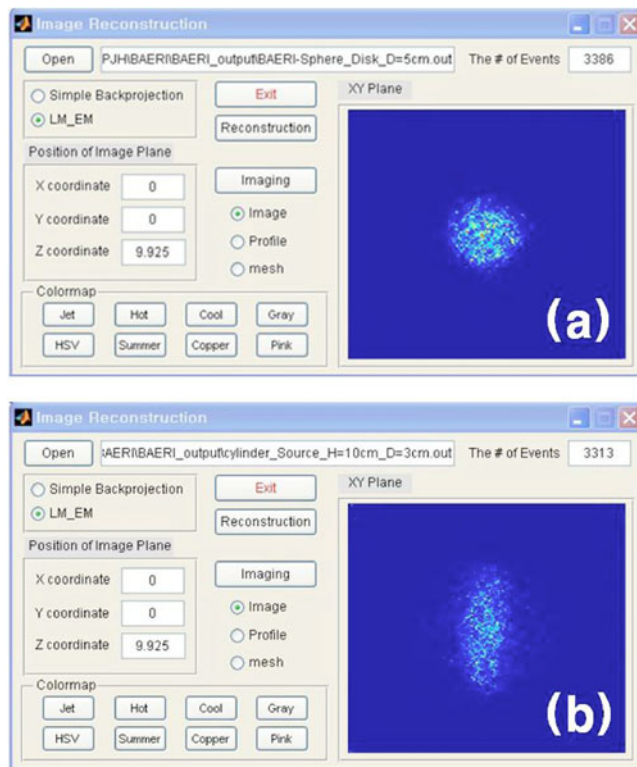 Image Reconstruction
Open PJH\BAERI\BAERI_output\BAERI-Sphere_Disk_D=5cm.out The # of Events 3386
Simple Backprojection Exit XY Plane
LM_EM
Reconstruction
Position of Image Plane
X coordinate 0 Imaging
Y coordinate 0 Image
Z coordinate 9.925 Profile
mesh
Colormap
Jet Hot Cool Gray
HSV Summer Copper Pink
(a)
Image Reconstruction
Open :AERI\BAERI_output\cylinder_Source_H=10cm_D=3cm.out The # of Events 3313
Simple Backprojection Exit XY Plane
LM_EM
Reconstruction
Position of Image Plane
X coordinate 0 Imaging
Y coordinate 0 Image
Z coordinate 9.925 Profile
mesh
Colormap
Jet Hot Cool Gray
HSV Summer Copper Pink
(b)